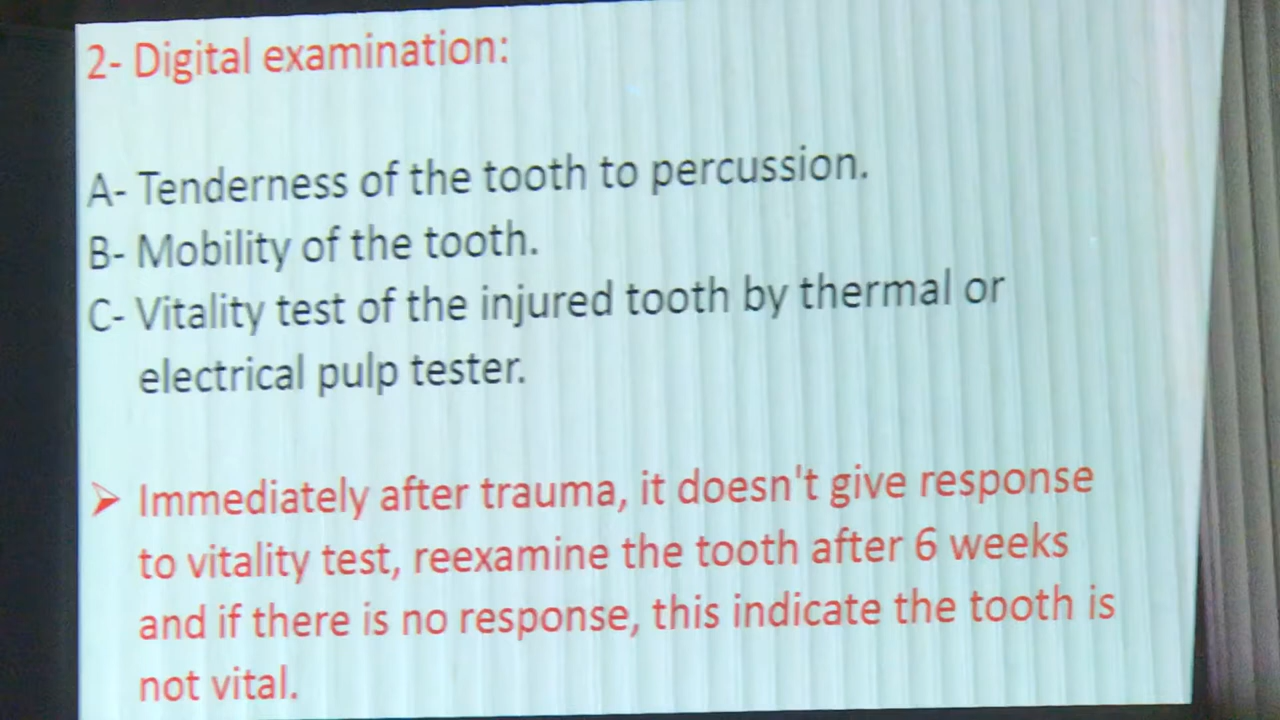 2- Digital examination:
A- Tenderness of the tooth to percussion.
B- Mobility of the tooth.
C- Vitality test of the injured tooth by thermal or
electrical pulp tester.
➢ Immediately after trauma, it doesn't give response
to vitality test, reexamine the tooth after 6 weeks
and if there is no response, this indicate the tooth is
not vital.